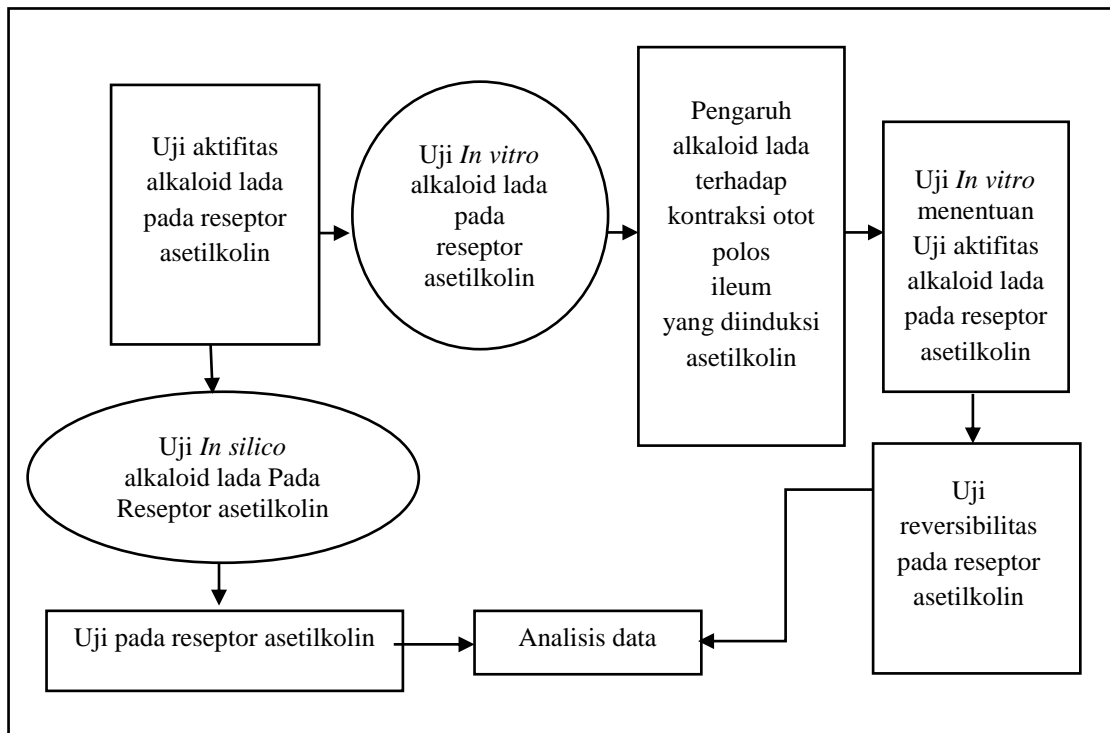 Uji aktifitas
alkaloid lada
pada reseptor
asetilkolin
Uji In vitro
alkaloid lada
pada
reseptor
asetilkolin
Pengaruh
alkaloid lada
terhadap
kontraksi otot
polos
ileum
yang diinduksi
asetilkolin
Uji In vitro
menentuan
Uji aktifitas
alkaloid lada
pada reseptor
asetilkolin
Uji In silico
alkaloid lada Pada
Reseptor asetilkolin
Uji
reversibilitas
pada reseptor
asetilkolin
Uji pada reseptor asetilkolin
Analisis data